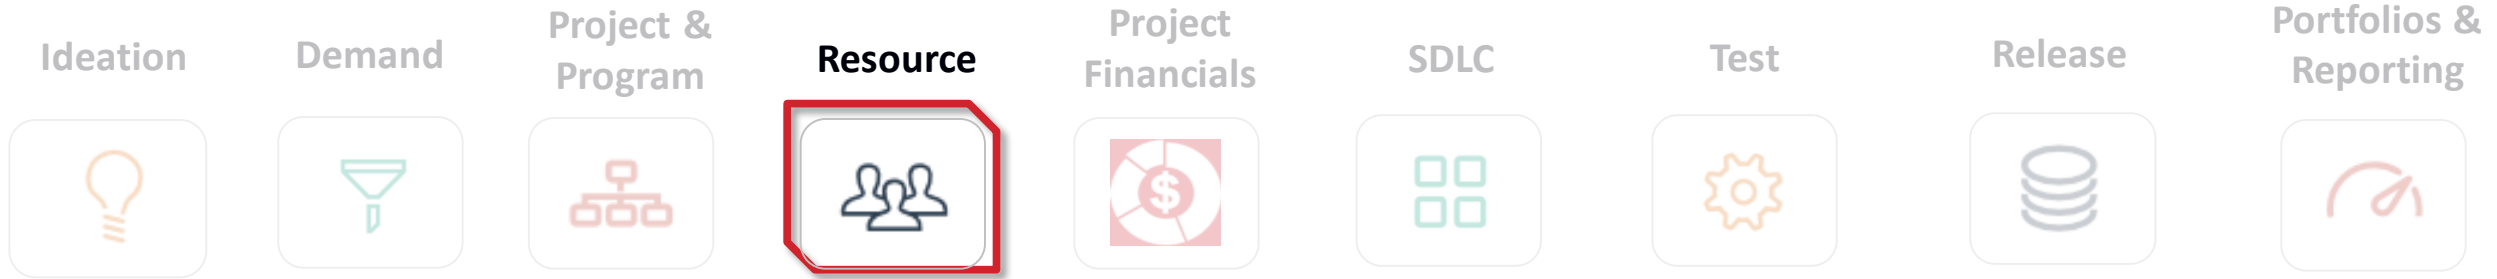 Ideation
Demand
Project &
Program
Resource
Project
Financials
SDLC
Test
Release
Portfolios &
Reporting
$